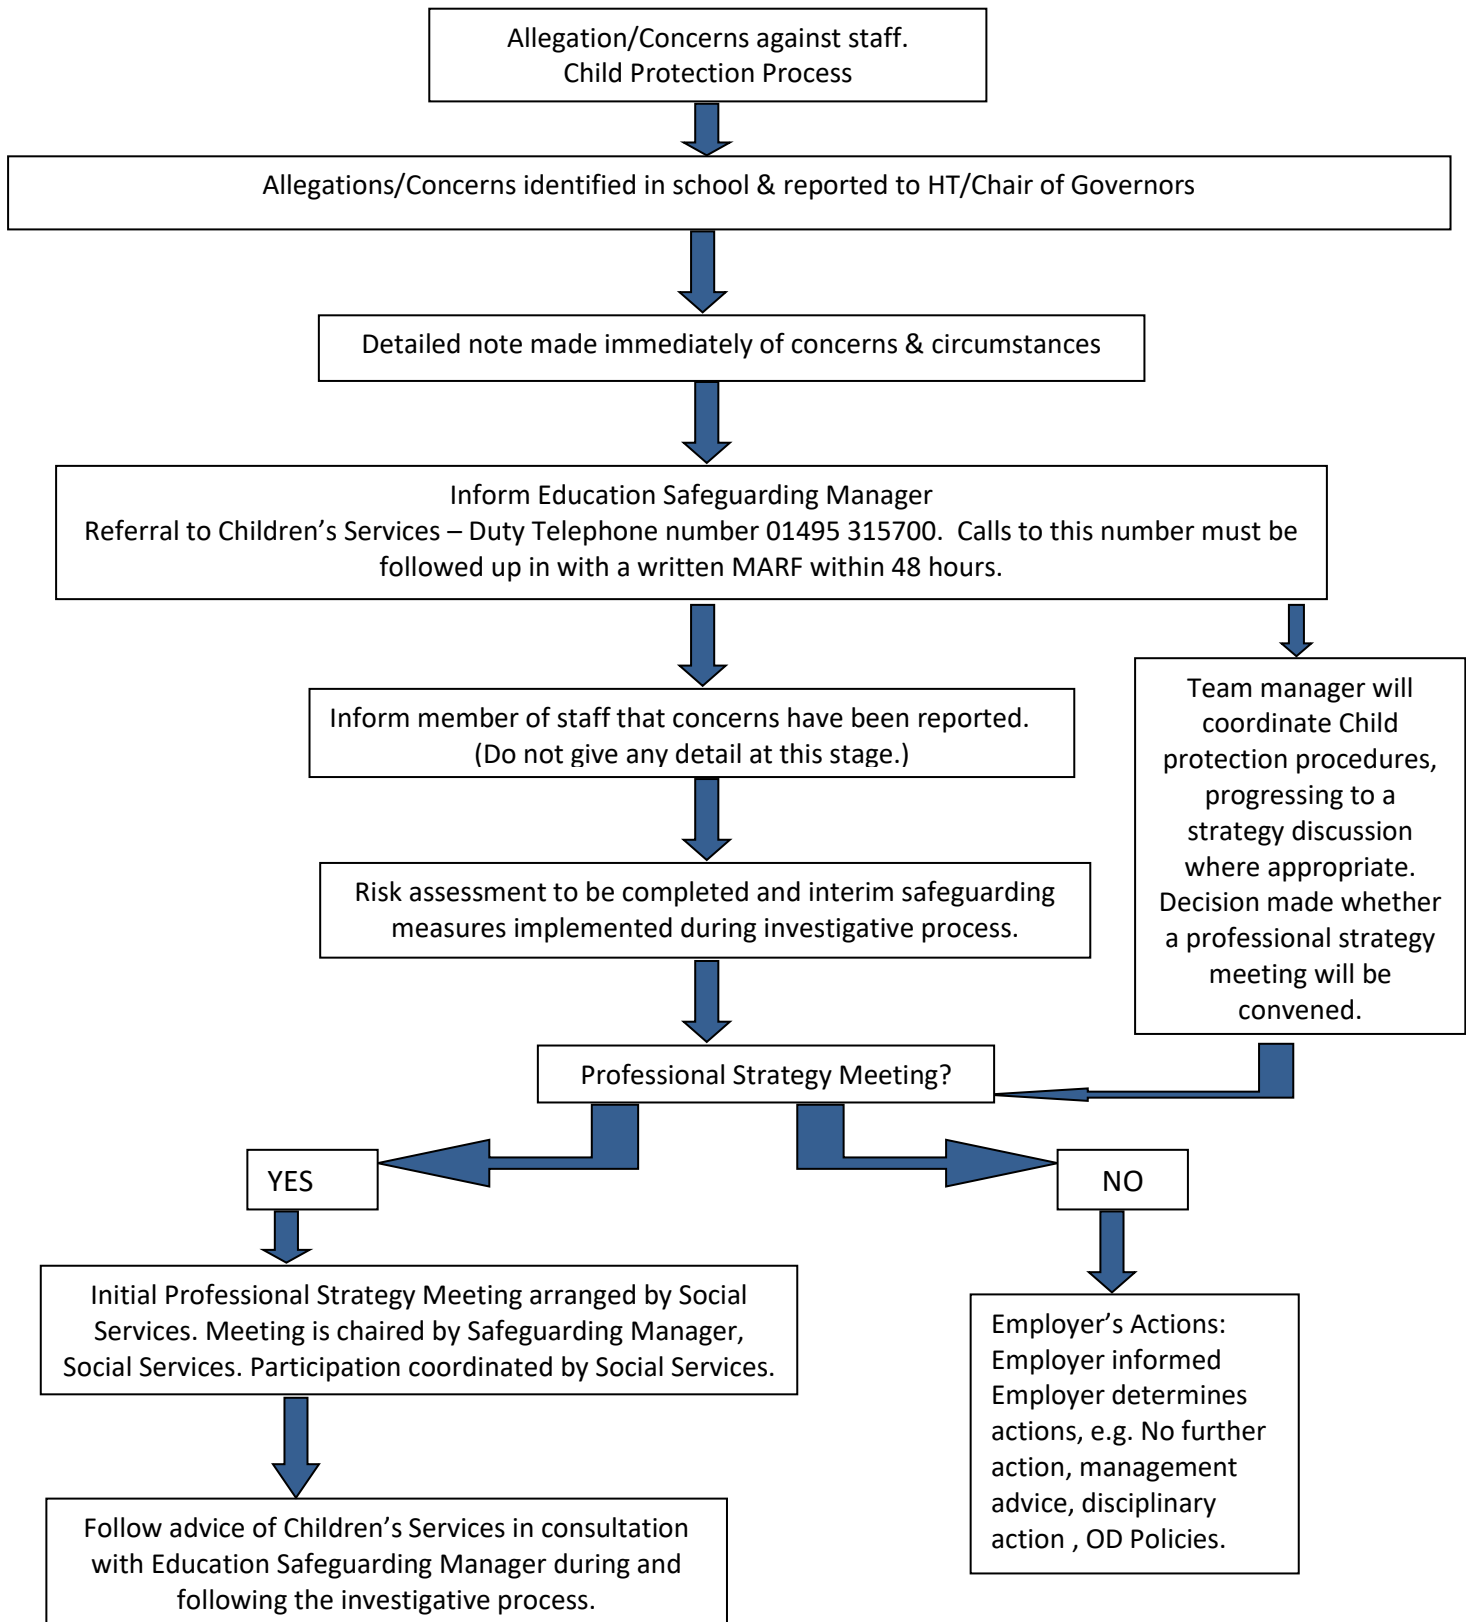 Allegation/Concerns against staff.
Child Protection Process
Allegations/Concerns identified in school & reported to HT/Chair of Governors
Detailed note made immediately of concerns & circumstances
Inform Education Safeguarding Manager
Referral to Children’s Services – Duty Telephone number 01495 315700.  Calls to this number must be
followed up in with a written MARF within 48 hours.
Inform member of staff that concerns have been reported.
(Do not give any detail at this stage.)
Team manager will
coordinate Child
protection procedures,
progressing to a
strategy discussion
where appropriate.
Decision made whether
a professional strategy
meeting will be
convened.
Risk assessment to be completed and interim safeguarding
measures implemented during investigative process.
Professional Strategy Meeting?
YES
NO
Initial Professional Strategy Meeting arranged by Social
Services. Meeting is chaired by Safeguarding Manager,
Social Services. Participation coordinated by Social Services.
Employer’s Actions:
Employer informed
Employer determines
actions, e.g. No further
action, management
advice, disciplinary
action , OD Policies.
Follow advice of Children’s Services in consultation
with Education Safeguarding Manager during and
following the investigative process.